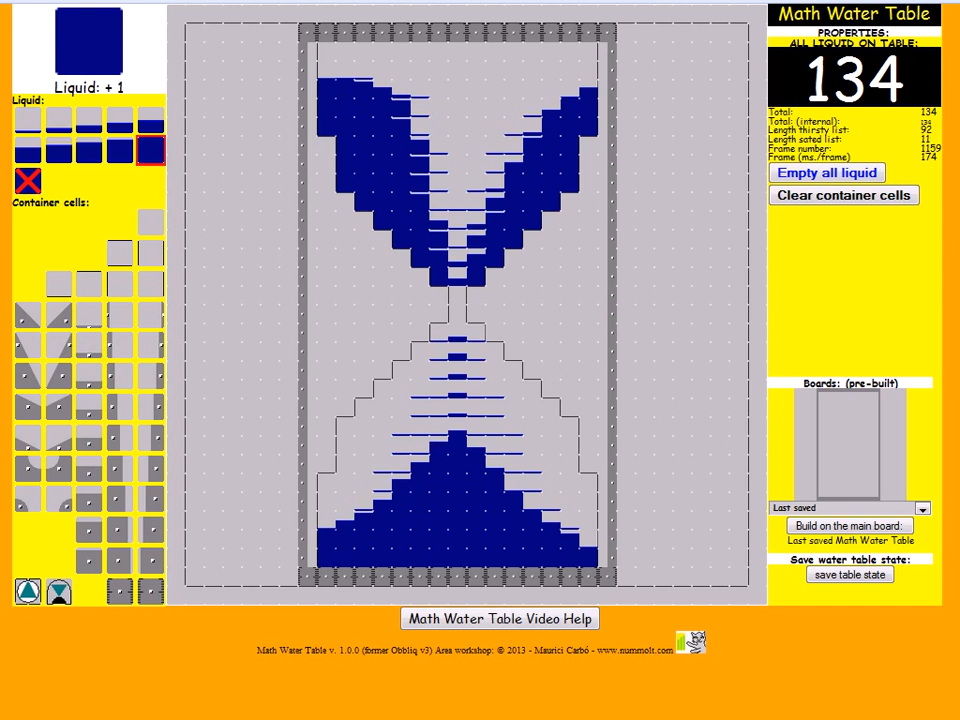 Math Water Table
PROPERTIES:
ALL LIQUID ON TABLE:
134
Liquid: + 1
Liquid:
Total: 134
Total: (internal): 134
Length thirsty list: 92
Length sated list: 11
Frame number: 1159
Frame (ms./frame) 174
Empty all liquid
Clear container cells
Container cells:
Boards: (pre-built)
Last saved
Build on the main board:
Last saved Math Water Table
Save water table state:
save table state
Math Water Table Video Help
Math Water Table v. 1.0.0 (former Obbliq v3) Area workshop: © 2013 - Maurici Carbó - www.nummolt.com